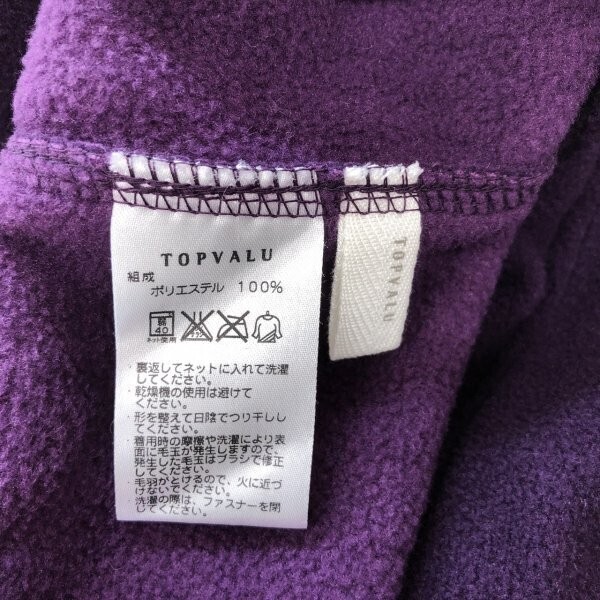 TOPVALU
組成
ポリエステル 100%
弱
40
ネット使用
・裏返してネットに入れて洗濯
してください。
・乾燥機の使用は避けて
ください。
・形を整えて日陰でつり干しし
てください。
・着用時の摩擦や洗濯により表
面に毛玉が発生しますので、
発生した毛玉はブラシで修正
してください。
・毛羽がとけるので、火に近づ
けないでください。
・洗濯の際は、ファスナーを閉
じてください。
TOPVALU